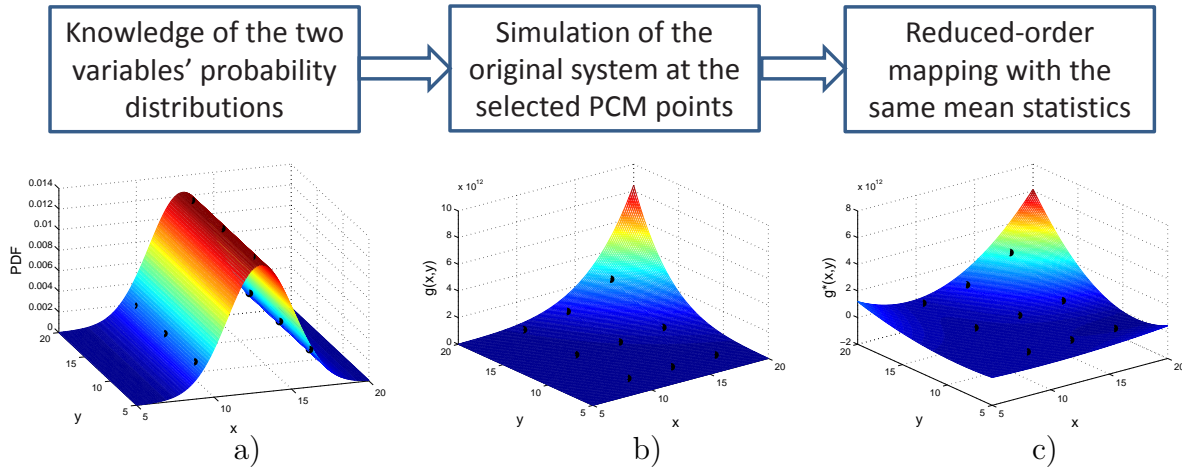 Knowledge of the two
variables’ probability
distributions
Simulation of the
original system at the
selected PCM points
Reduced-order
mapping with the
same mean statistics
0.014
0.012
0.01
0.008
0.006
0.004
0.002
0
PDF
20
15
10
5
y
5
10
15
20
x
a)
x 10¹²
10
8
6
4
2
0
g(x,y)
20
15
10
5
y
5
10
15
20
x
b)
x 10¹²
8
6
4
2
0
−2
g*(x,y)
20
15
10
5
y
5
10
15
20
x
c)